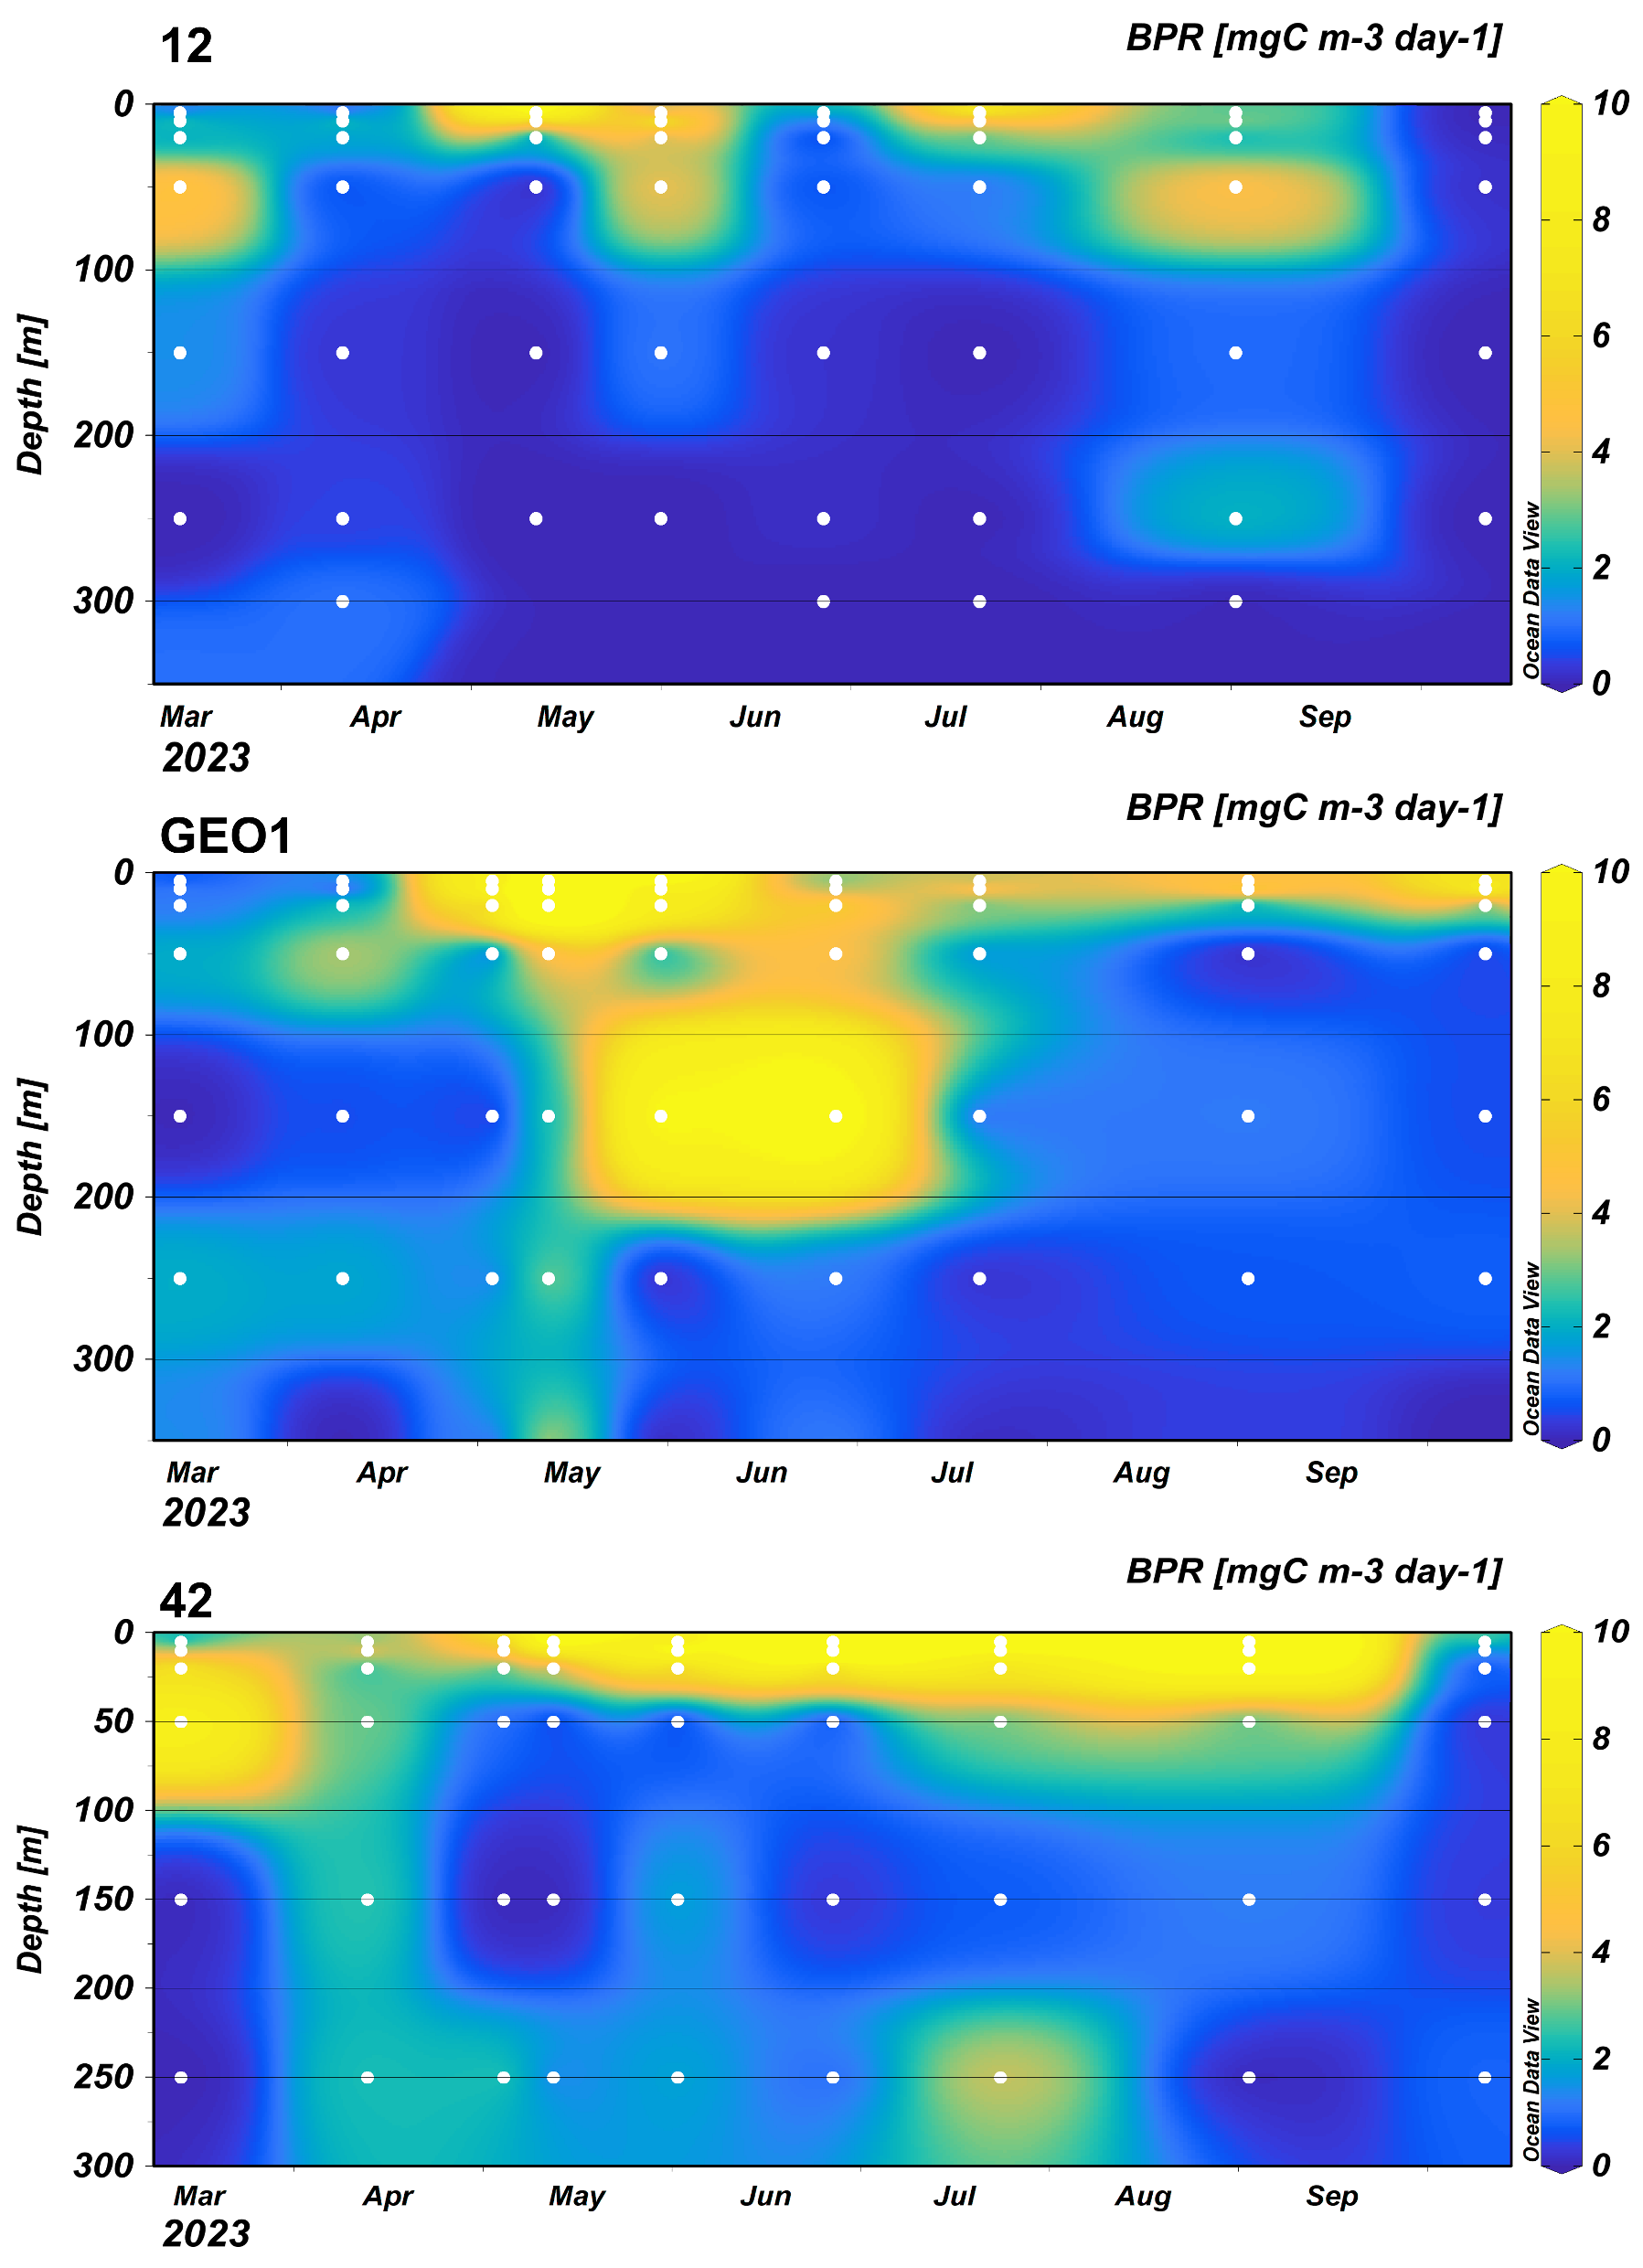 12
BPR [mgC m-3 day-1]
0
100
200
300
Depth [m]
10
8
6
4
2
0
Ocean Data View
Mar Apr May Jun Jul Aug Sep
2023
GEO1
BPR [mgC m-3 day-1]
0
100
200
300
Depth [m]
10
8
6
4
2
0
Ocean Data View
Mar Apr May Jun Jul Aug Sep
2023
42
BPR [mgC m-3 day-1]
0
50
100
150
200
250
300
Depth [m]
10
8
6
4
2
0
Ocean Data View
Mar Apr May Jun Jul Aug Sep
2023